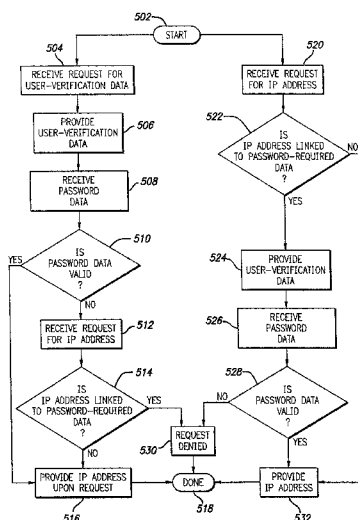 502
START
504
RECEIVE REQUEST FOR
USER-VERIFICATION DATA
506
PROVIDE
USER-VERIFICATION
DATA
508
RECEIVE
PASSWORD
DATA
510
IS
PASSWORD DATA
VALID
?
YES
NO
512
RECEIVE REQUEST
FOR IP ADDRESS
514
IS
IP ADDRESS LINKED
TO PASSWORD-REQUIRED
DATA
?
YES
NO
PROVIDE IP ADDRESS
UPON REQUEST
516
520
RECEIVE REQUEST
FOR IP ADDRESS
522
IS
IP ADDRESS LINKED
TO PASSWORD-REQUIRED
DATA
?
NO
YES
524
PROVIDE
USER-VERIFICATION
DATA
526
RECEIVE
PASSWORD
DATA
528
IS
PASSWORD DATA
VALID
?
NO
YES
530
REQUEST
DENIED
DONE
518
PROVIDE
IP ADDRESS
532